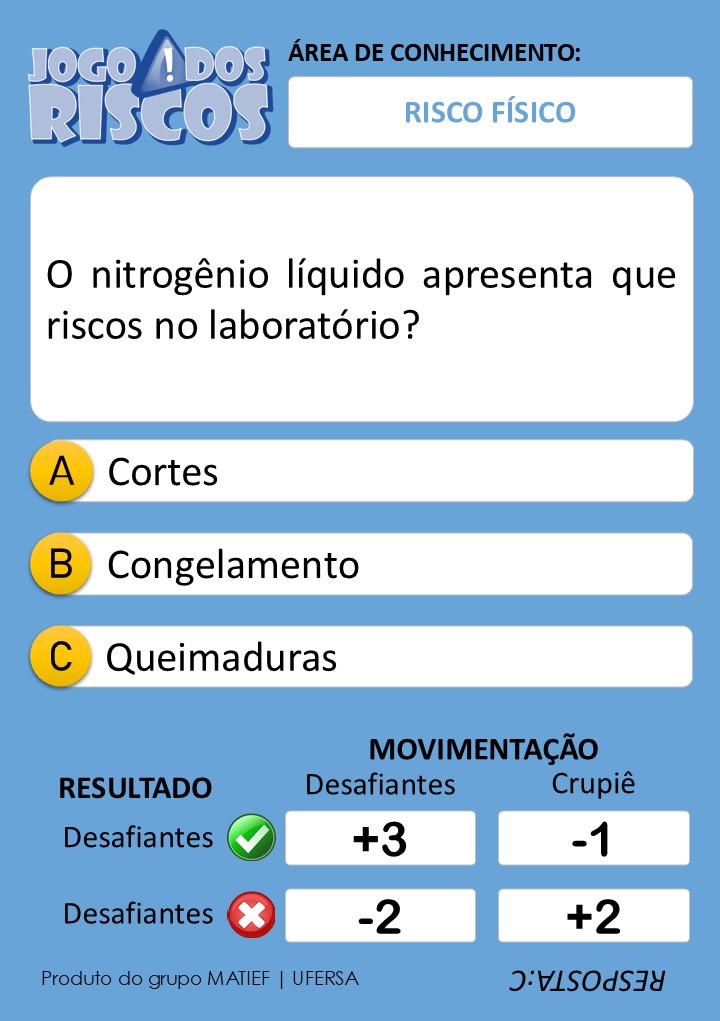 JOGO DOS
RISCOS
ÁREA DE CONHECIMENTO:
RISCO FÍSICO
O nitrogênio líquido apresenta que
riscos no laboratório?
A Cortes
B Congelamento
C Queimaduras
MOVIMENTAÇÃO
RESULTADO Desafiantes Crupiê
Desafiantes +3 -1
Desafiantes -2 +2
Produto do grupo MATIEF | UFERSA
RESPOSTA:C